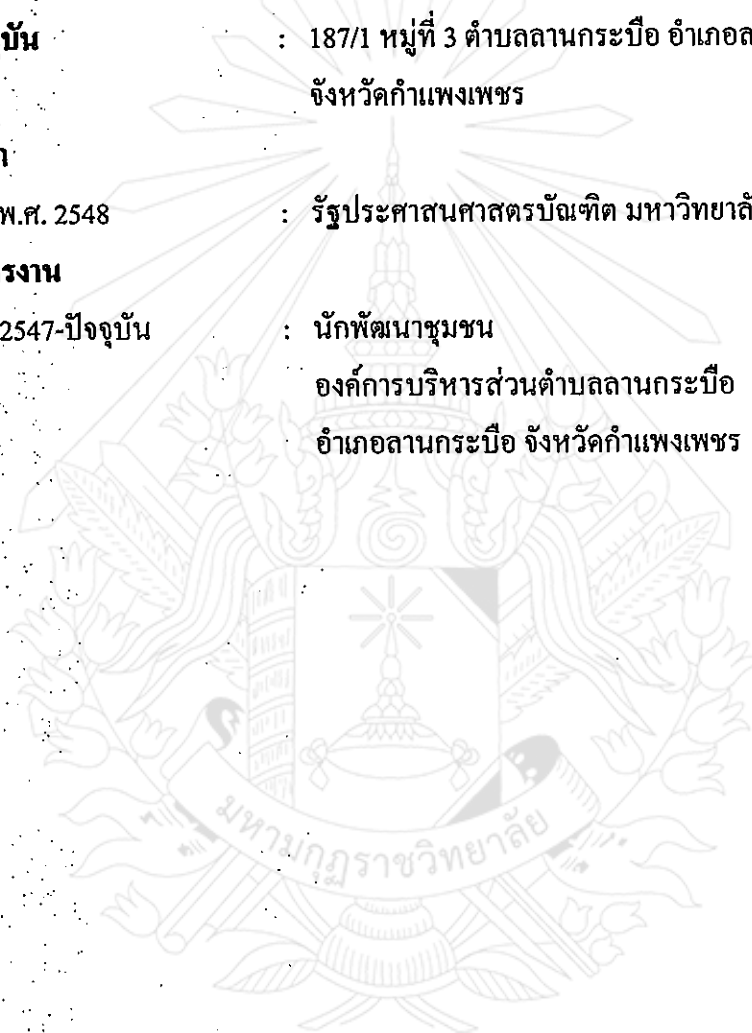 บัน : 187/1 หมู่ที่ 3 ตำบลลานกระบือ อำเภอล
จังหวัดกำแพงเพชร
า
พ.ศ. 2548 : รัฐประศาสนศาสตรบัณฑิต มหาวิทยาลั
รงาน
2547-ปัจจุบัน : นักพัฒนาชุมชน
องค์การบริหารส่วนตำบลลานกระบือ
อำเภอลานกระบือ จังหวัดกำแพงเพชร
มหามกุฏราชวิทยาลัย